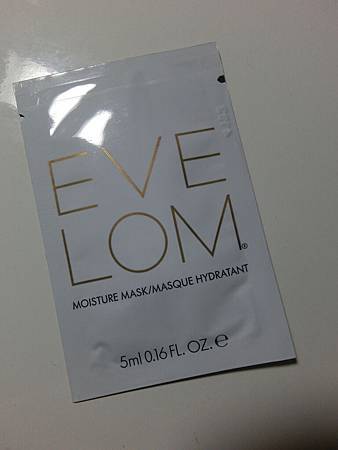 EVE
LOM®
MOISTURE MASK/MASQUE HYDRATANT
5ml 0.16 FL. OZ. ℮